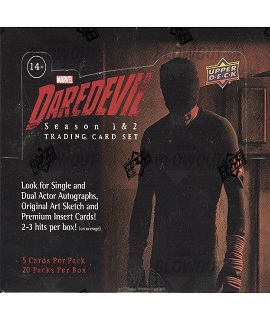 14+
MARVEL
DAREDEVIL
Season 1 & 2
TRADING CARD SET
UPPER
DECK
Look for Single and
Dual Actor Autographs,
Original Art Sketch and
Premium Insert Cards!
2-3 hits per box! (on average)
5 Cards Per Pack
20 Packs Per Box